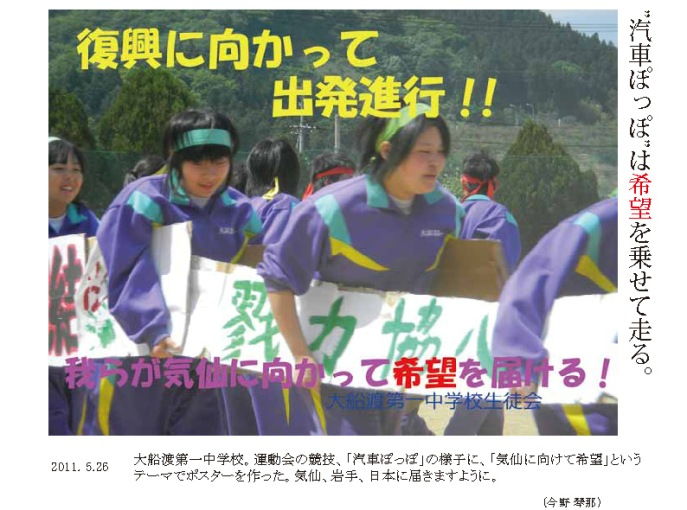 復興に向かって
出発進行！！
"汽車ぽっぽ"は希望を乗せて走る。
結
戮力協心
我らが気仙に向かって希望を届ける！
大船渡第一中学校生徒会
2011. 5.26
大船渡第一中学校。運動会の競技、「汽車ぽっぽ」の様子に、「気仙に向けて希望」という
テーマでポスターを作った。気仙、岩手、日本に届きますように。
(今野 琴那)